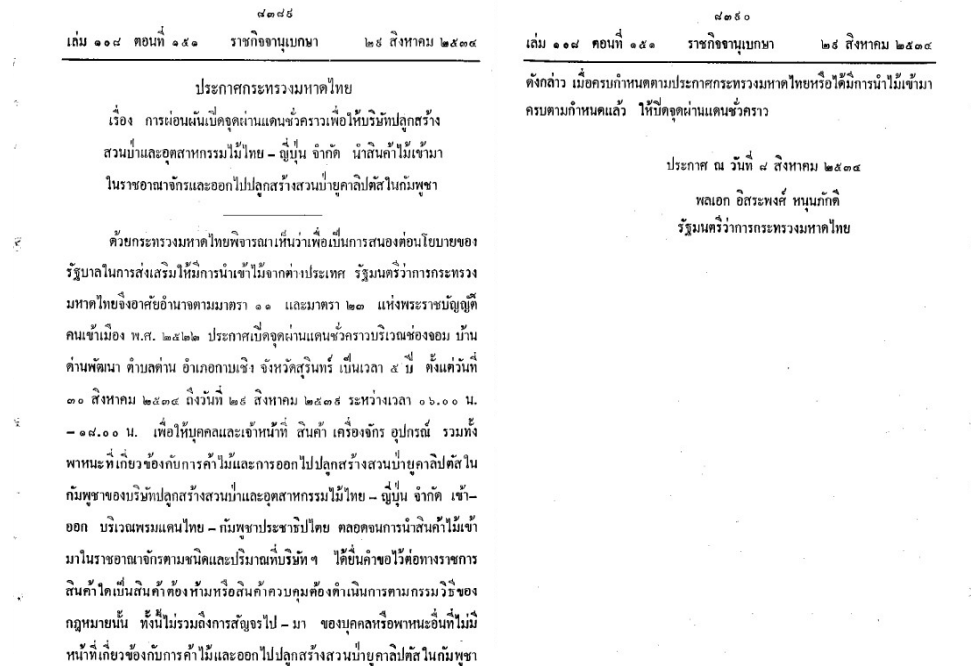 ๘๓๘๙
เล่ม ๑๐๘ ตอนที่ ๑๕๑ ราชกิจจานุเบกษา ๒๙ สิงหาคม ๒๕๓๔
ประกาศกระทรวงมหาดไทย
เรื่อง การผ่อนผันเปิดจุดผ่านแดนชั่วคราวเพื่อให้บริษัทปลูกสร้าง
สวนป่าและอุตสาหกรรมไม้ไทย – ญี่ปุ่น จำกัด นำสินค้าไม้เข้ามา
ในราชอาณาจักรและออกไปปลูกสร้างสวนป่ายูคาลิปตัสในกัมพูชา
ด้วยกระทรวงมหาดไทยพิจารณาเห็นว่าเพื่อเป็นการสนองต่อนโยบายของ
รัฐบาลในการส่งเสริมให้มีการนำเข้าไม้จากต่างประเทศ รัฐมนตรีว่าการกระทรวง
มหาดไทยจึงอาศัยอำนาจตามมาตรา ๑๑ และมาตรา ๒๓ แห่งพระราชบัญญัติ
คนเข้าเมือง พ.ศ. ๒๕๒๒ ประกาศเปิดจุดผ่านแดนชั่วคราวบริเวณช่องจอม บ้าน
ด่านพัฒนา ตำบลด่าน อำเภอกาบเชิง จังหวัดสุรินทร์ เป็นเวลา ๕ ปี ตั้งแต่วันที่
๓๐ สิงหาคม ๒๕๓๔ ถึงวันที่ ๒๙ สิงหาคม ๒๕๓๙ ระหว่างเวลา ๐๖.๐๐ น.
– ๑๘.๐๐ น. เพื่อให้บุคคลและเจ้าหน้าที่ สินค้า เครื่องจักร อุปกรณ์ รวมทั้ง
พาหนะที่เกี่ยวข้องกับการค้าไม้และการออกไปปลูกสร้างสวนป่ายูคาลิปตัสใน
กัมพูชาของบริษัทปลูกสร้างสวนป่าและอุตสาหกรรมไม้ไทย – ญี่ปุ่น จำกัด เข้า–
ออก บริเวณพรมแดนไทย – กัมพูชาประชาธิปไตย ตลอดจนการนำสินค้าไม้เข้า
มาในราชอาณาจักรตามชนิดและปริมาณที่บริษัทฯ ได้ยื่นคำขอไว้ต่อทางราชการ
สินค้าใดเป็นสินค้าต้องห้ามหรือสินค้าควบคุมต้องดำเนินการตามกรรมวิธีของ
กฎหมายนั้น ทั้งนี้ไม่รวมถึงการสัญจรไป – มา ของบุคคลหรือพาหนะอื่นที่ไม่มี
หน้าที่เกี่ยวข้องกับการค้าไม้และออกไปปลูกสร้างสวนป่ายูคาลิปตัสในกัมพูชา
๘๓๙๐
เล่ม ๑๐๘ ตอนที่ ๑๕๑ ราชกิจจานุเบกษา ๒๙ สิงหาคม ๒๕๓๔
ดังกล่าว เมื่อครบกำหนดตามประกาศกระทรวงมหาดไทยหรือได้มีการนำไม้เข้ามา
ครบตามกำหนดแล้ว ให้ปิดจุดผ่านแดนชั่วคราว
ประกาศ ณ วันที่ ๘ สิงหาคม ๒๕๓๔
พลเอก อิสระพงศ์ หนุนภักดี
รัฐมนตรีว่าการกระทรวงมหาดไทย